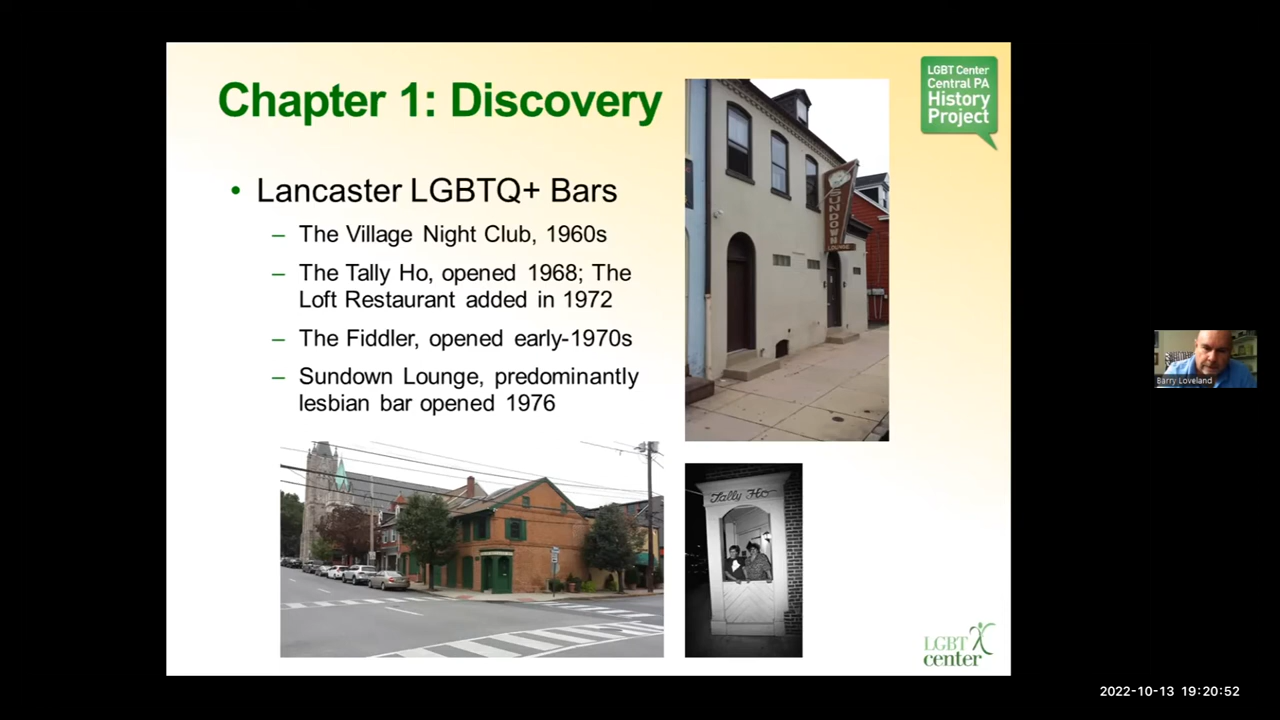 Chapter 1: Discovery
LGBT Center
Central PA
History
Project
• Lancaster LGBTQ+ Bars
– The Village Night Club, 1960s
– The Tally Ho, opened 1968; The
Loft Restaurant added in 1972
– The Fiddler, opened early-1970s
– Sundown Lounge, predominantly
lesbian bar opened 1976
SUNDOWN
LOUNGE
Tally Ho
Barry Loveland
LGBT
center
2022-10-13 19:20:52